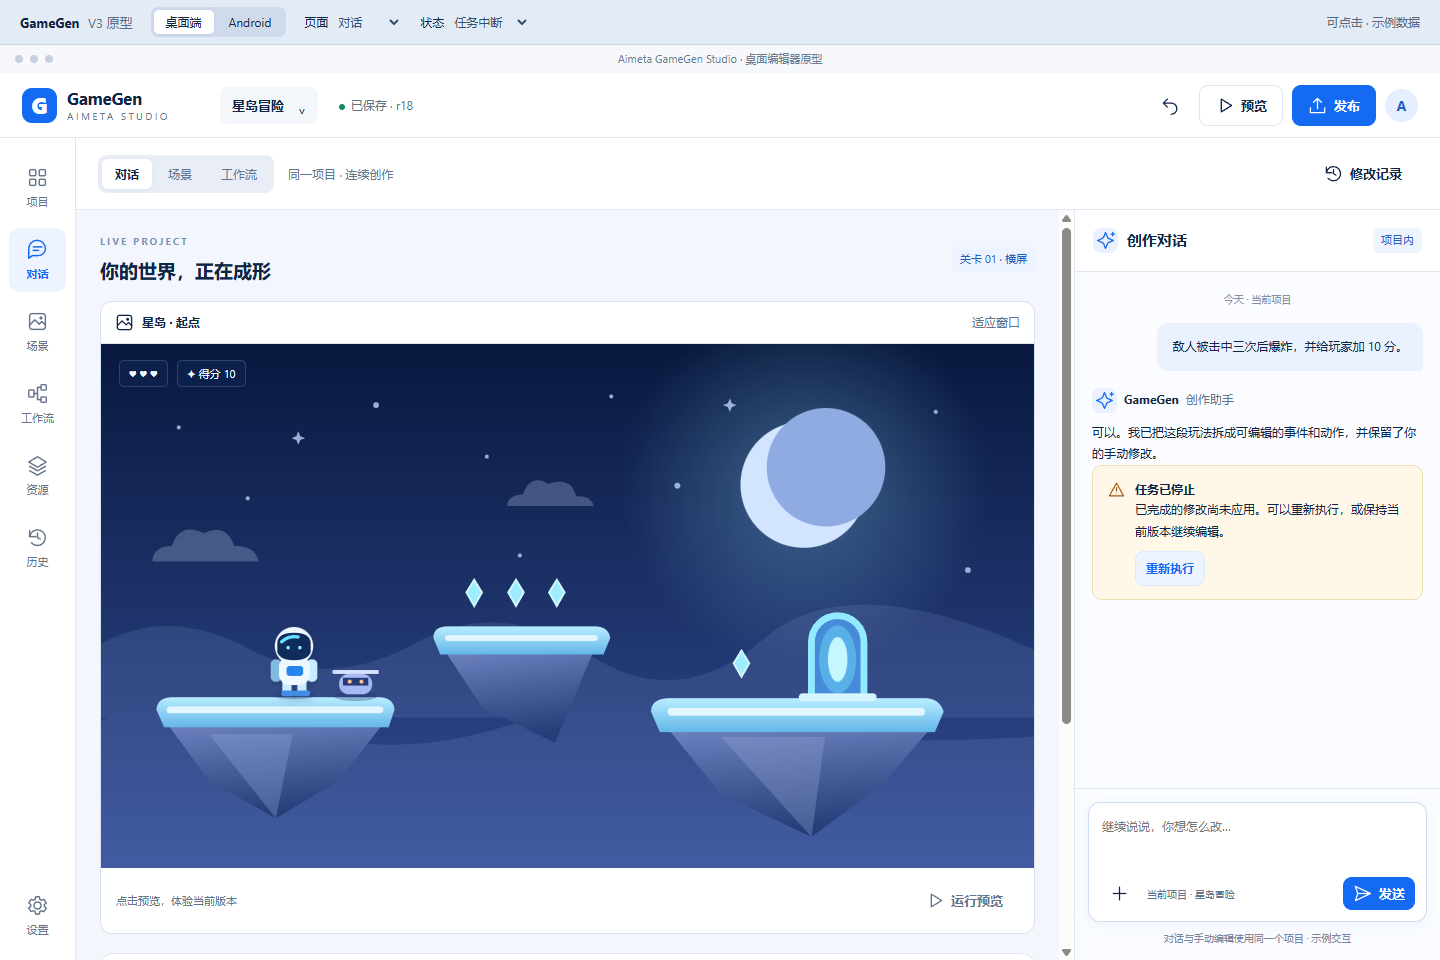 GameGen V3 原型 桌面端 Android 页面 对话 状态 任务中断 可点击 · 示例数据
Aimeta GameGen Studio · 桌面编辑器原型
G GameGen
AIMETA STUDIO
星岛冒险
已保存 · r18
预览
发布
A
项目
对话
场景
工作流
资源
历史
设置
对话 场景 工作流 同一项目 · 连续创作 修改记录
LIVE PROJECT
你的世界，正在成形
关卡 01 · 横屏
星岛 · 起点 适应窗口
得分 10
点击预览，体验当前版本 运行预览
创作对话 项目内
今天 · 当前项目
敌人被击中三次后爆炸，并给玩家加 10 分。
GameGen 创作助手
可以。我已把这段玩法拆成可编辑的事件和动作，并保留了你
的手动修改。
任务已停止
已完成的修改尚未应用。可以重新执行，或保持当
前版本继续编辑。
重新执行
继续说说，你想怎么改...
当前项目 · 星岛冒险 发送
对话与手动编辑使用同一个项目 · 示例交互